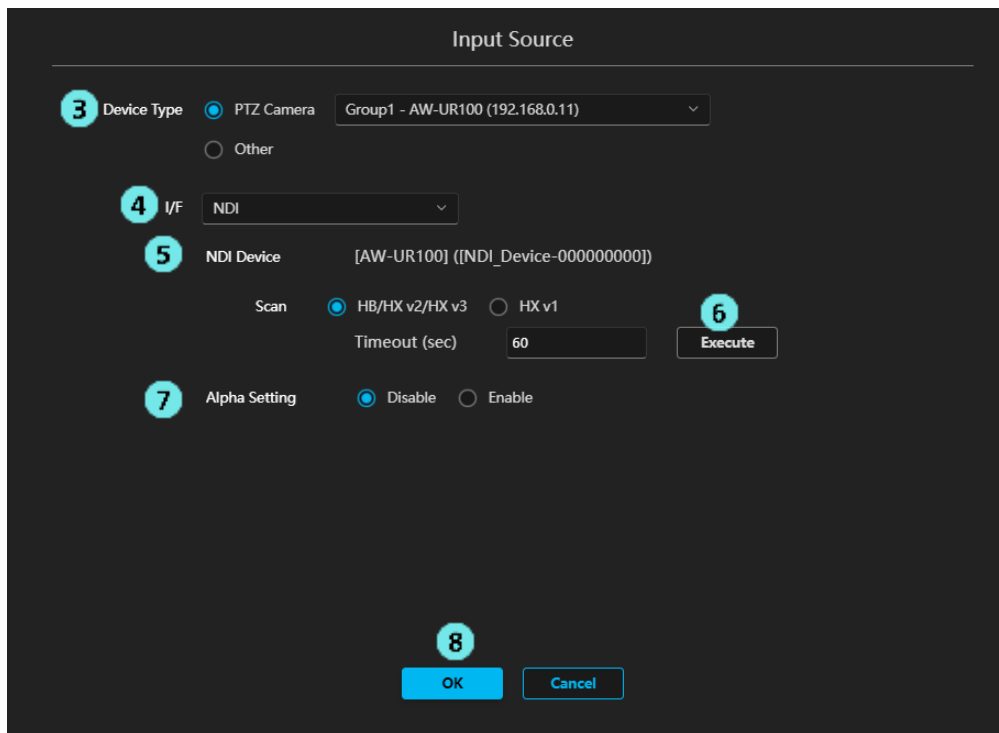 Input Source
3 Device Type PTZ Camera Group1 - AW-UR100 (192.168.0.11)
Other
4 I/F NDI
5 NDI Device [AW-UR100] ([NDI_Device-000000000])
Scan HB/HX v2/HX v3 HX v1 6
Timeout (sec) 60 Execute
7 Alpha Setting Disable Enable
8
OK Cancel